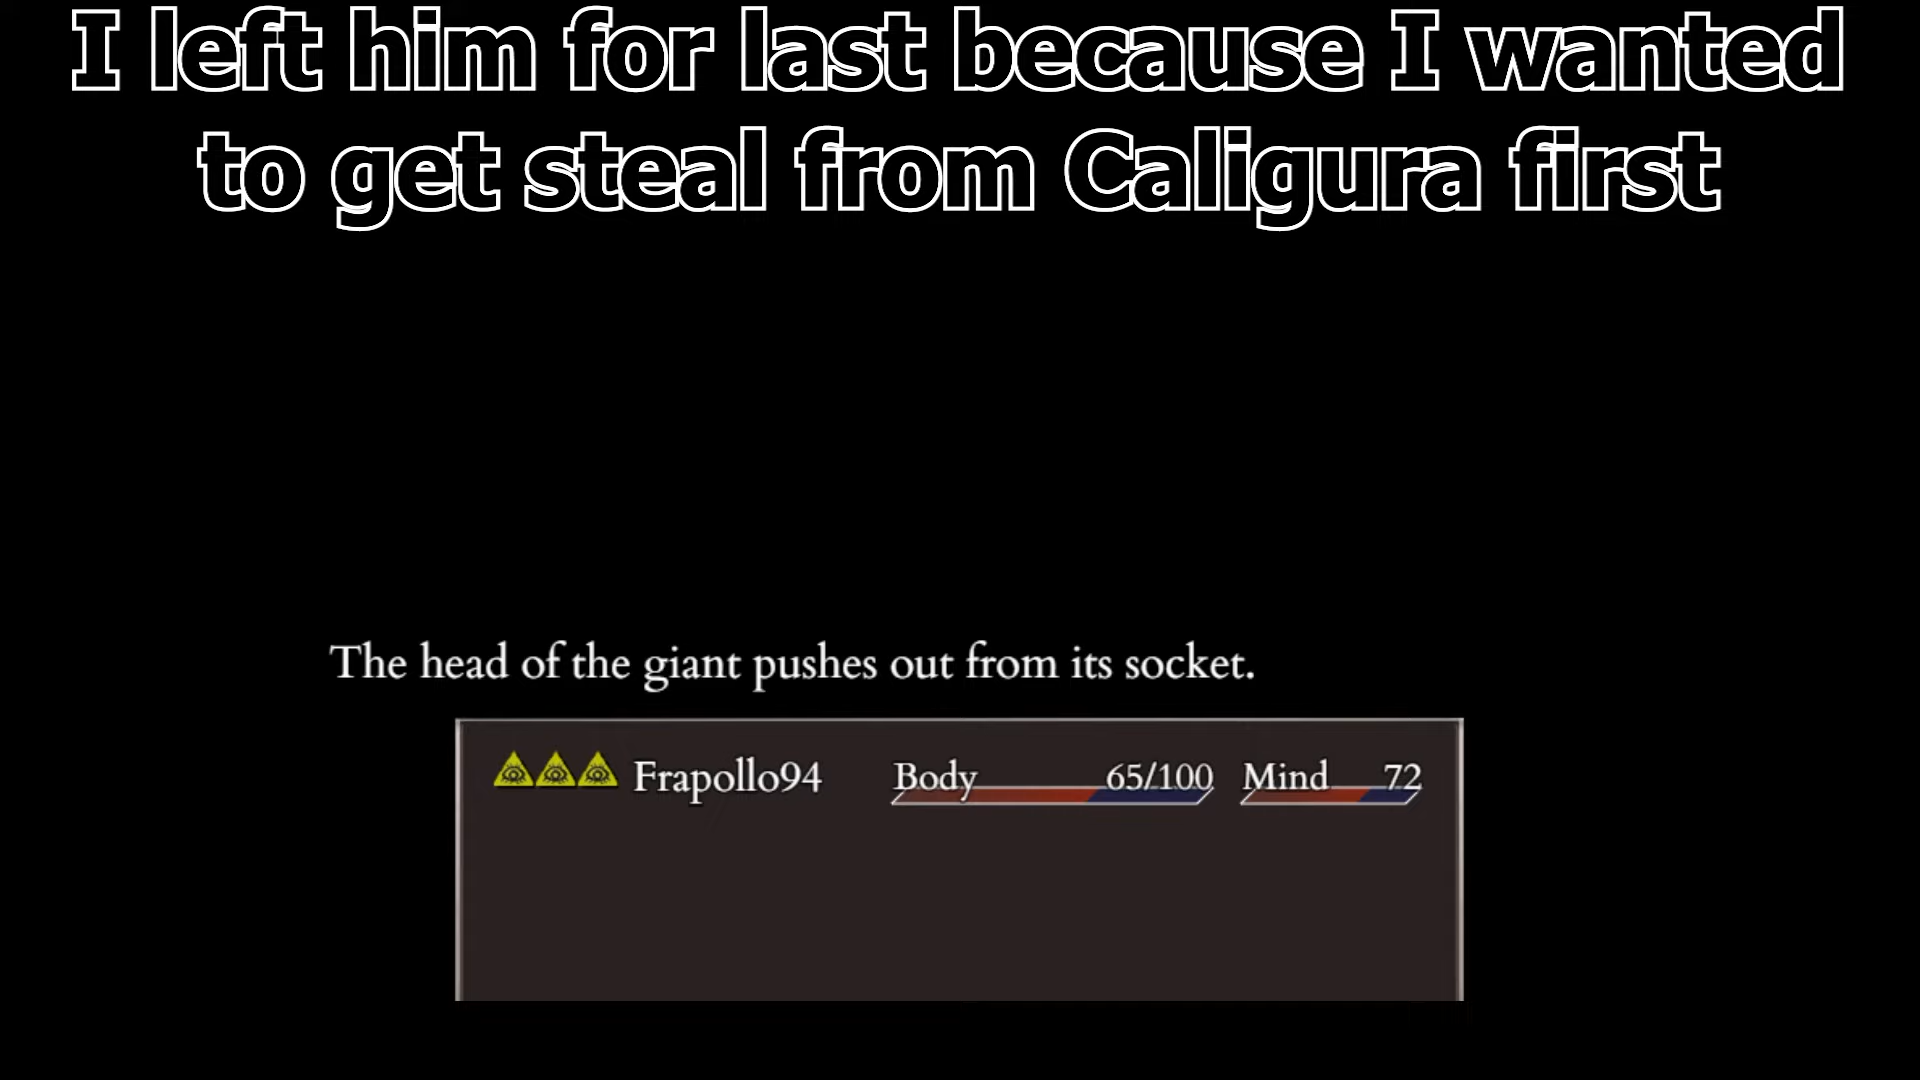 I left him for last because I wanted
to get steal from Caligura first
The head of the giant pushes out from its socket.
Frapollo94 Body 65/100 Mind 72